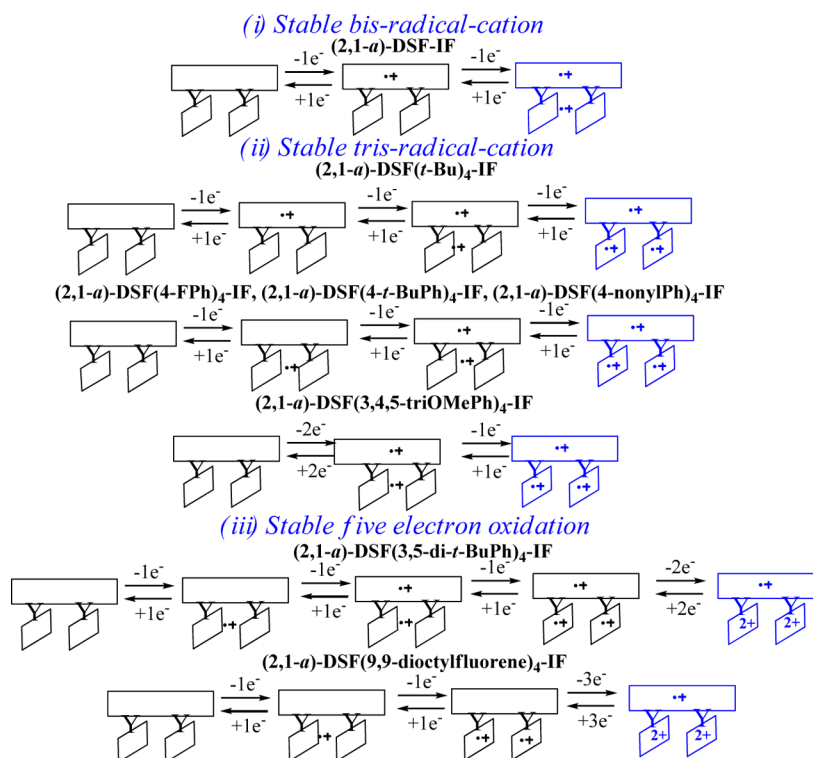 (i) Stable bis-radical-cation
(2,1-a)-DSF-IF
-1e⁻ -1e⁻
•+
+1e⁻ +1e⁻
Y Y Y Y Y Y
•+
•+
(ii) Stable tris-radical-cation
(2,1-a)-DSF(t-Bu)₄-IF
-1e⁻ -1e⁻ -1e⁻
•+ •+ •+
+1e⁻ +1e⁻ +1e⁻
Y Y Y Y Y Y Y Y
•+ •+ •+
(2,1-a)-DSF(4-FPh)₄-IF, (2,1-a)-DSF(4-t-BuPh)₄-IF, (2,1-a)-DSF(4-nonylPh)₄-IF
-1e⁻ -1e⁻ -1e⁻
•+ •+
+1e⁻ +1e⁻ +1e⁻
Y Y Y Y Y Y Y Y
•+ •+ •+ •+
(2,1-a)-DSF(3,4,5-triOMePh)₄-IF
-2e⁻ -1e⁻
•+ •+
+2e⁻ +1e⁻
Y Y Y Y Y Y
•+ •+ •+
(iii) Stable five electron oxidation
(2,1-a)-DSF(3,5-di-t-BuPh)₄-IF
-1e⁻ -1e⁻ -1e⁻ -2e⁻
•+ •+ •+
+1e⁻ +1e⁻ +1e⁻ +2e⁻
Y Y Y Y Y Y Y Y Y Y
•+ •+ •+ •+ 2+ 2+
(2,1-a)-DSF(9,9-dioctylfluorene)₄-IF
-1e⁻ -1e⁻ -3e⁻
•+
+1e⁻ +1e⁻ +3e⁻
Y Y Y Y Y Y Y Y
•+ •+ •+ 2+ 2+